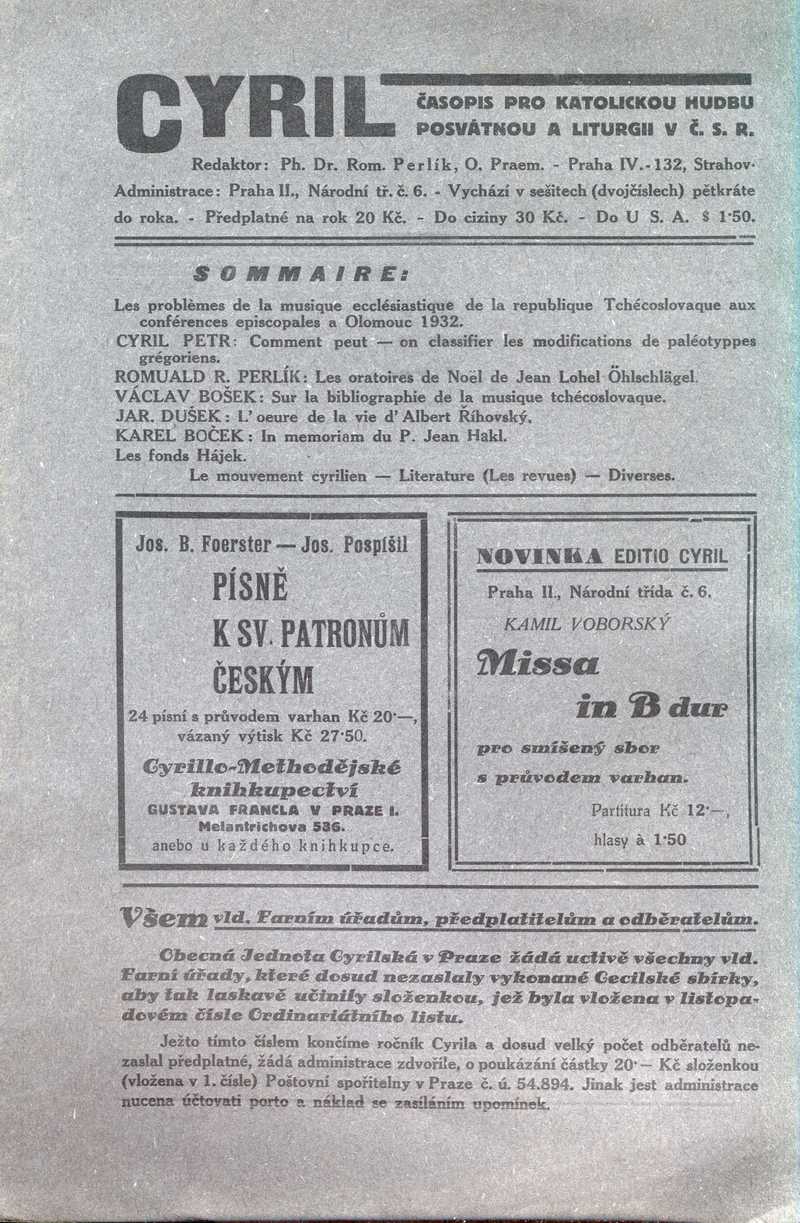 CYRIL
ČASOPIS PRO KATOLICKOU HUDBU
POSVÁTNOU A LITURGII V Č. S. R.
Redaktor: Ph. Dr. Rom. Perlík, O. Praem. - Praha IV.-132, Strahov-
Administrace: Praha II., Národní tř. č. 6. - Vychází v sešitech (dvojčíslech) pětkráte
do roka. - Předplatné na rok 20 Kč. - Do ciziny 30 Kč. - Do U S. A. $ 1·50.
SOMMAIRE:
Les problèmes de la musique ecclésiastique de la republique Tchécoslovaque aux
conférences episcopales a Olomouc 1932.
CYRIL PETR: Comment peut — on classifier les modifications de paléotyppes
grégoriens.
ROMUALD R. PERLÍK: Les oratoires de Noël de Jean Lohel Öhlschlägel.
VÁCLAV BOŠEK: Sur la bibliographie de la musique tchécoslovaque.
JAR. DUŠEK: L' oeure de la vie d' Albert Říhovský.
KAREL BOČEK: In memoriam du P. Jean Hakl.
Les fonds Hájek.
Le mouvement cyrilien — Literature (Les revues) — Diverses.
Jos. B. Foerster — Jos. Pospíšil
PÍSNĚ
K SV. PATRONŮM
ČESKÝM
24 písní s průvodem varhan Kč 20·—,
vázaný výtisk Kč 27·50.
Cyrillo-Methodějské
knihkupectví
GUSTAVA FRANCLA V PRAZE I.
Melantrichova 536.
anebo u každého knihkupce.
NOVINKA EDITIO CYRIL
Praha II., Národní třída č. 6.
KAMIL VOBORSKÝ
Missa
in B dur
pro smíšený sbor
s průvodem varhan.
Partitura Kč 12·—,
hlasy à 1·50
Všem vld. Farním úřadům, předplatitelům a odběratelům.
Obecná Jednota Cyrilská v Praze žádá uctivě všechny vld.
Farní úřady, které dosud nezaslaly vykonané Cecilské sbírky,
aby tak laskavě učinily složenkou, jež byla vložena v listopa-
dovém čísle Ordinariátního listu.
Ježto tímto číslem končíme ročník Cyrila a dosud velký počet odběratelů ne-
zaslal předplatné, žádá administrace zdvořile, o poukázání částky 20·— Kč složenkou
(vložena v 1. čísle) Poštovní spořitelny v Praze č. ú. 54.894. Jinak jest administrace
nucena účtovati porto a náklad se zasíláním upomínek.